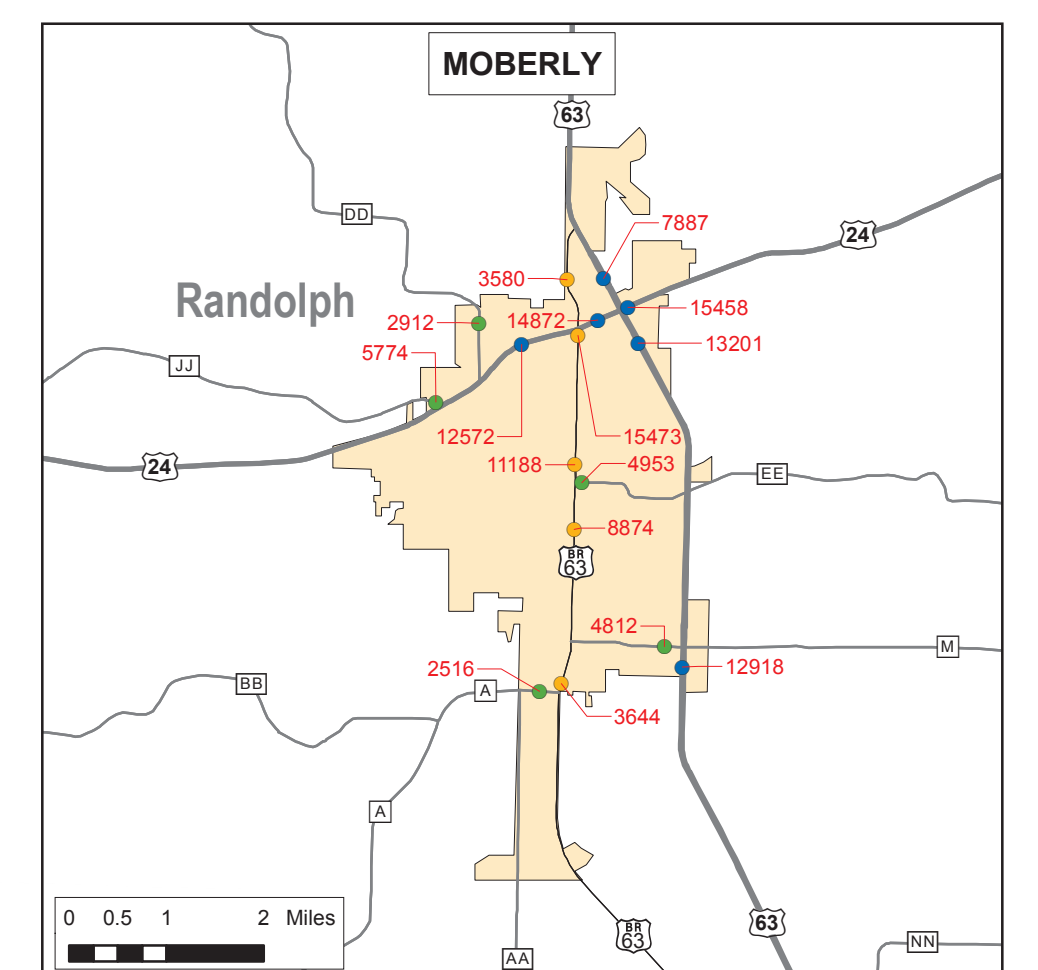 MOBERLY
63
DD
7887
24
3580
Randolph
15458
2912
14872
13201
5774
JJ
12572
15473
24
11188
4953
EE
8874
BR
63
4812
M
2516
12918
BB
A
3644
A
0 0.5 1 2 Miles
63
BR
63
NN
AA